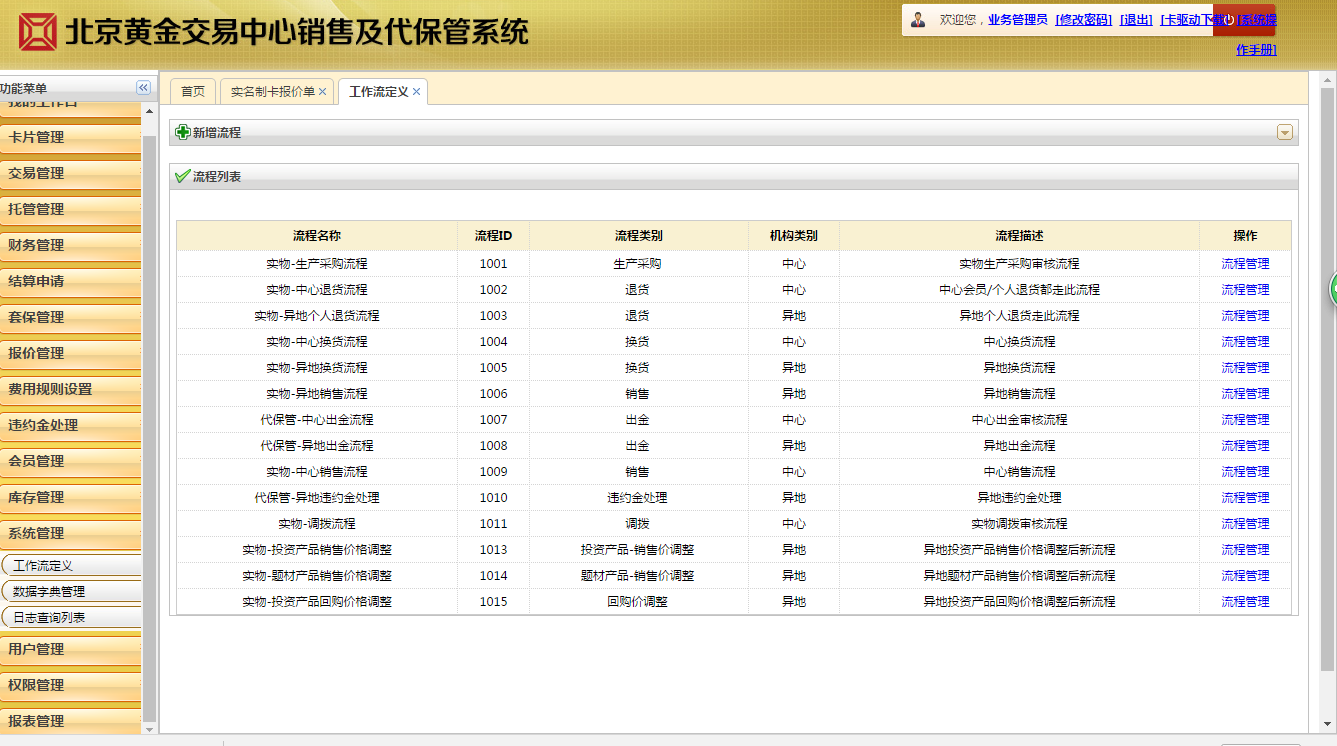 北京黄金交易中心销售及代保管系统
欢迎您，业务管理员 [修改密码] [退出] [卡驱动下载] [系统操
作手册]
功能菜单
我的工作台
卡片管理
交易管理
托管管理
财务管理
结算申请
套保管理
报价管理
费用规则设置
违约金处理
会员管理
库存管理
系统管理
工作流定义
数据字典管理
日志查询列表
用户管理
权限管理
报表管理
首页 实名制卡报价单 工作流定义
新增流程
流程列表
流程名称 流程ID 流程类别 机构类别 流程描述 操作
实物-生产采购流程 1001 生产采购 中心 实物生产采购审核流程 流程管理
实物-中心退货流程 1002 退货 中心 中心会员/个人退货都走此流程 流程管理
实物-异地个人退货流程 1003 退货 异地 异地个人退货走此流程 流程管理
实物-中心换货流程 1004 换货 中心 中心换货流程 流程管理
实物-异地换货流程 1005 换货 异地 异地换货流程 流程管理
实物-异地销售流程 1006 销售 异地 异地销售流程 流程管理
代保管-中心出金流程 1007 出金 中心 中心出金审核流程 流程管理
代保管-异地出金流程 1008 出金 异地 异地出金流程 流程管理
实物-中心销售流程 1009 销售 中心 中心销售流程 流程管理
代保管-异地违约金处理 1010 违约金处理 异地 异地违约金处理 流程管理
实物-调拨流程 1011 调拨 中心 实物调拨审核流程 流程管理
实物-投资产品销售价格调整 1013 投资产品-销售价调整 异地 异地投资产品销售价格调整后新流程 流程管理
实物-题材产品销售价格调整 1014 题材产品-销售价调整 异地 异地题材产品销售价格调整后新流程 流程管理
实物-投资产品回购价格调整 1015 回购价调整 异地 异地投资产品回购价格调整后新流程 流程管理